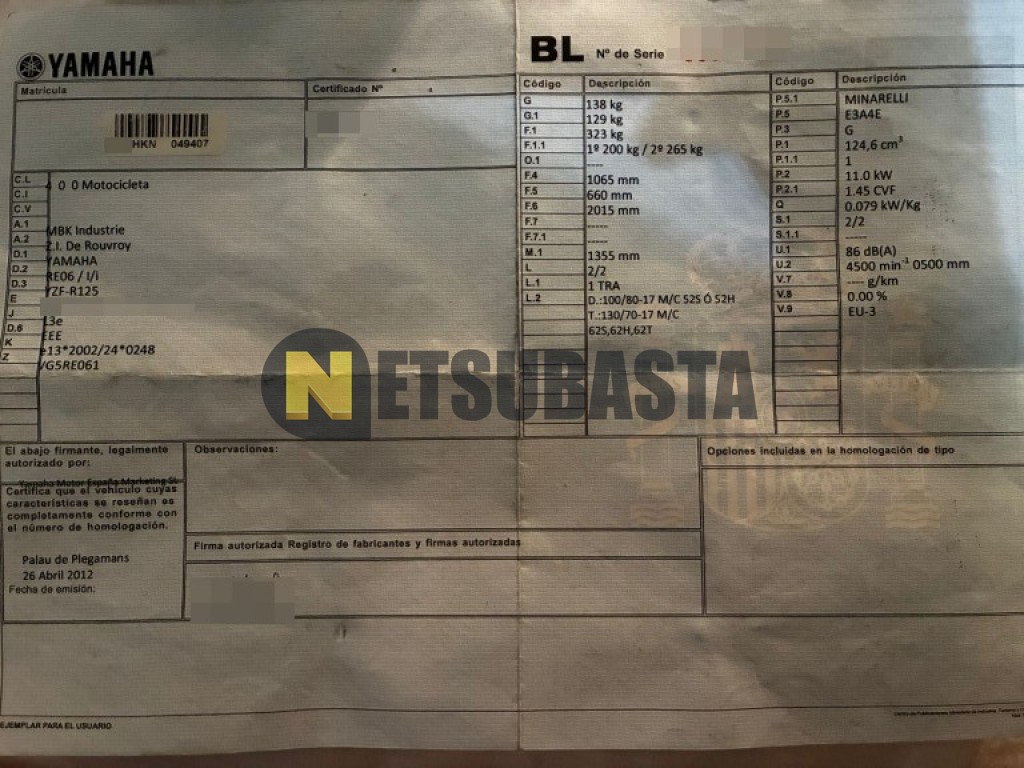 YAMAHA
BL Nº de Serie
Matrícula
Certificado Nº
HKN 049407
C.L 4 0 0 Motocicleta
C.I
C.V
A.1 MBK Industrie
A.2 Z.I. De Rouvroy
D.1 YAMAHA
D.2 RE06 / I/i
D.3 YZF-R125
E
J 13e
D.6 EEE
K e13*2002/24*0248
Z VG5RE061
Código Descripción
G 138 kg
G.1 129 kg
F.1 323 kg
F.1.1 1º 200 kg / 2º 265 kg
O.1 ----
F.4 1065 mm
F.5 660 mm
F.6 2015 mm
F.7 -----
F.7.1 -----
M.1 1355 mm
L 2/2
L.1 1 TRA
L.2 D.:100/80-17 M/C 52S Ó 52H
T.:130/70-17 M/C
62S,62H,62T
Código Descripción
P.5.1 MINARELLI
P.5 E3A4E
P.3 G
P.1 124,6 cm³
P.1.1 1
P.2 11.0 kW
P.2.1 1.45 CVF
Q 0.079 kW/Kg
S.1 2/2
S.1.1 -----
U.1 86 dB(A)
U.2 4500 min⁻¹ 0500 mm
V.7 ---- g/km
V.8 0.00 %
V.9 EU-3
NETSUBASTA
El abajo firmante, legalmente
autorizado por:
Yamaha Motor España Marketing SL
Certifica que el vehículo cuyas
características se reseñan es
completamente conforme con
el número de homologación.
Palau de Plegamans
26 Abril 2012
Fecha de emisión:
Observaciones:
Firma autorizada Registro de fabricantes y firmas autorizadas
Opciones incluidas en la homologación de tipo
EJEMPLAR PARA EL USUARIO